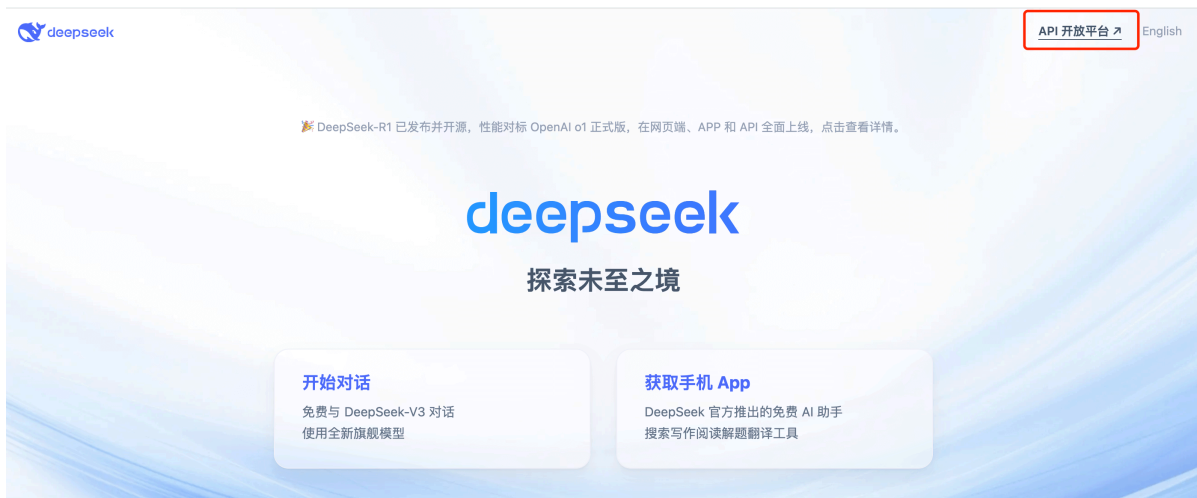 deepseek
API 开放平台 ↗ English
🎉 DeepSeek-R1 已发布并开源，性能对标 OpenAI o1 正式版，在网页端、APP 和 API 全面上线，点击查看详情。
deepseek
探索未至之境
开始对话
免费与 DeepSeek-V3 对话
使用全新旗舰模型
获取手机 App
DeepSeek 官方推出的免费 AI 助手
搜索写作阅读解题翻译工具